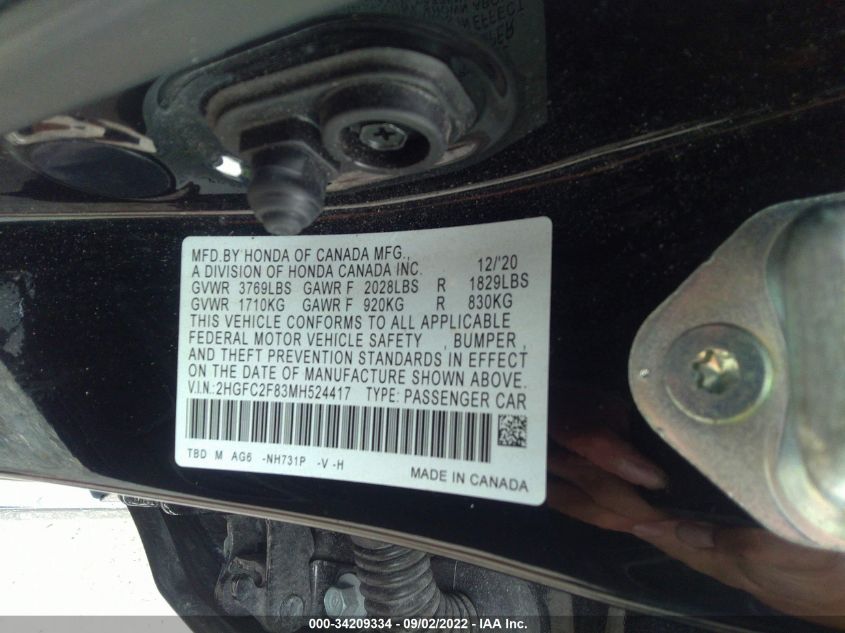 MFD.BY HONDA OF CANADA MFG.,
A DIVISION OF HONDA CANADA INC. 12/'20
GVWR 3769LBS GAWR F 2028LBS R 1829LBS
GVWR 1710KG GAWR F 920KG R 830KG
THIS VEHICLE CONFORMS TO ALL APPLICABLE
FEDERAL MOTOR VEHICLE SAFETY , BUMPER ,
AND THEFT PREVENTION STANDARDS IN EFFECT
ON THE DATE OF MANUFACTURE SHOWN ABOVE.
V.I.N.:2HGFC2F83MH524417 TYPE: PASSENGER CAR
TBD M AG6 -NH731P -V -H
MADE IN CANADA
000-34209334 - 09/02/2022 - IAA Inc.